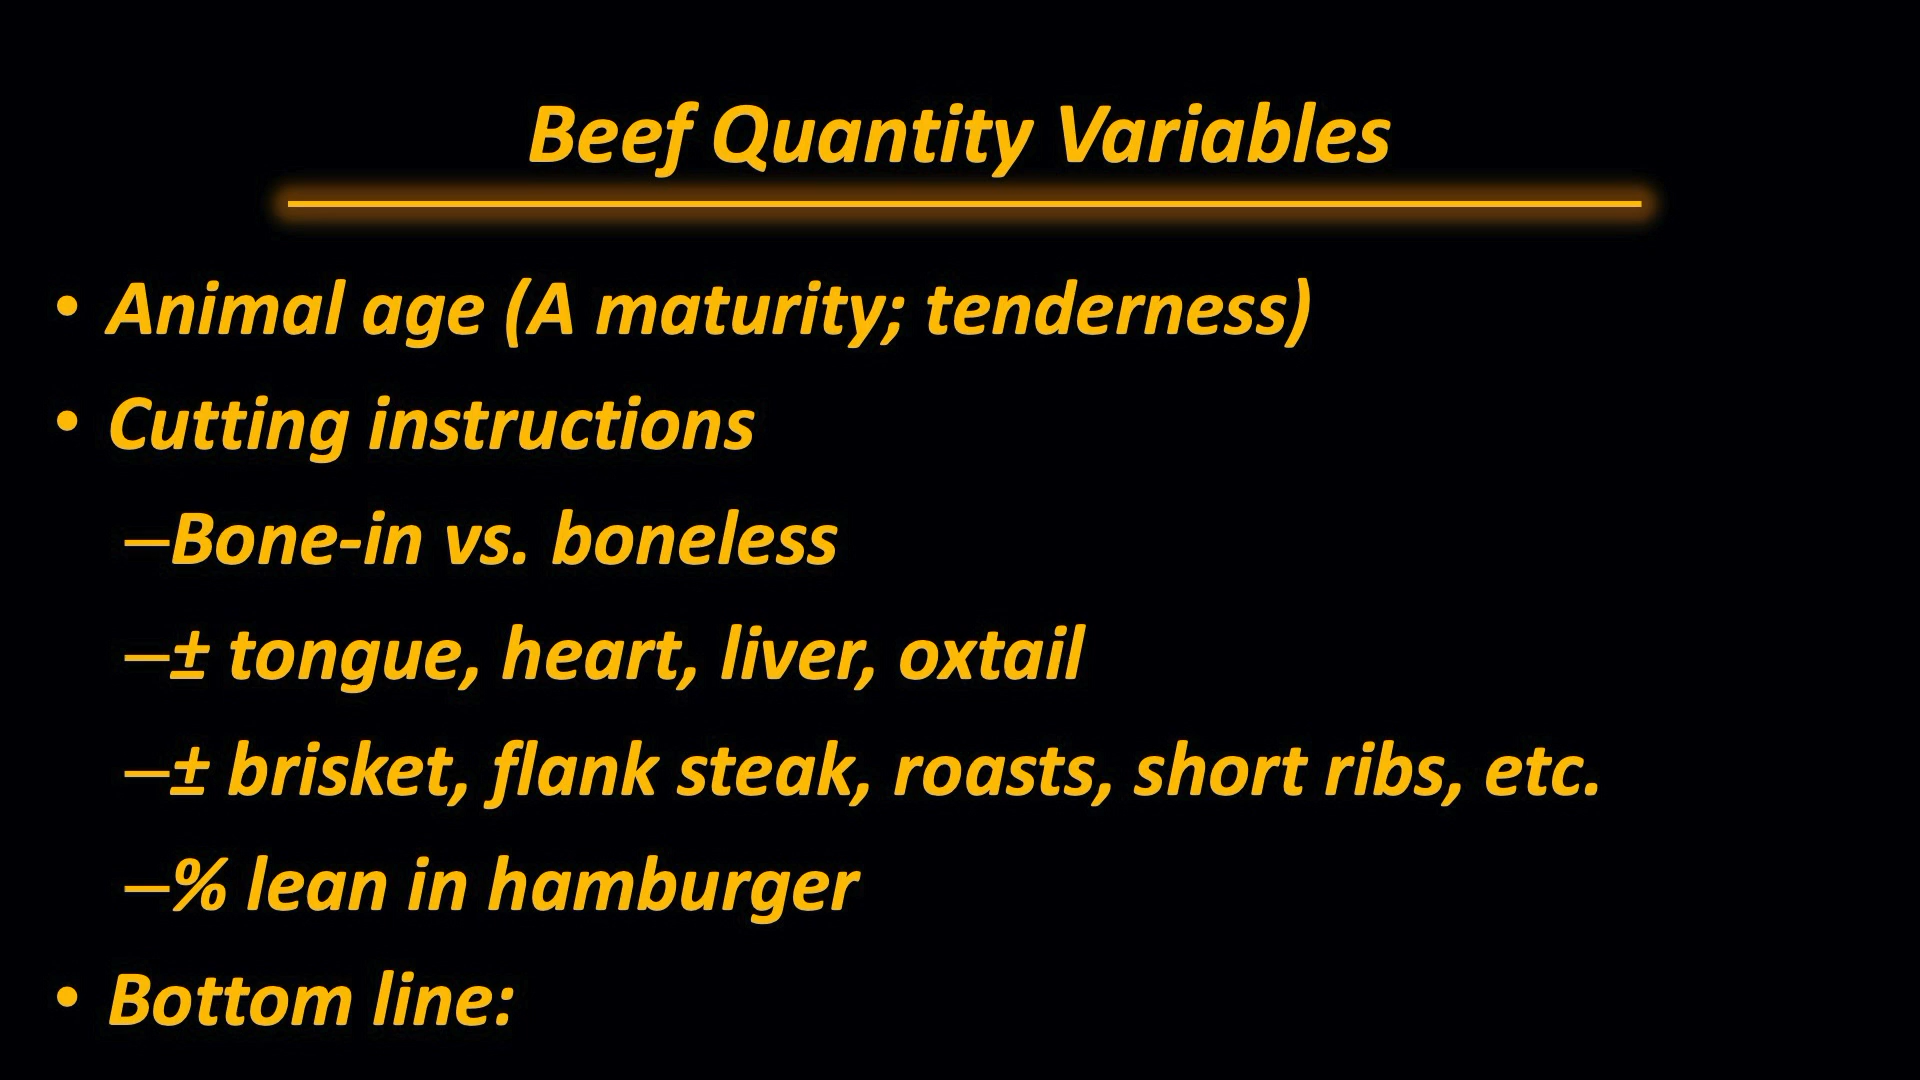 Beef Quantity Variables
• Animal age (A maturity; tenderness)
• Cutting instructions
–Bone-in vs. boneless
–± tongue, heart, liver, oxtail
–± brisket, flank steak, roasts, short ribs, etc.
–% lean in hamburger
• Bottom line: